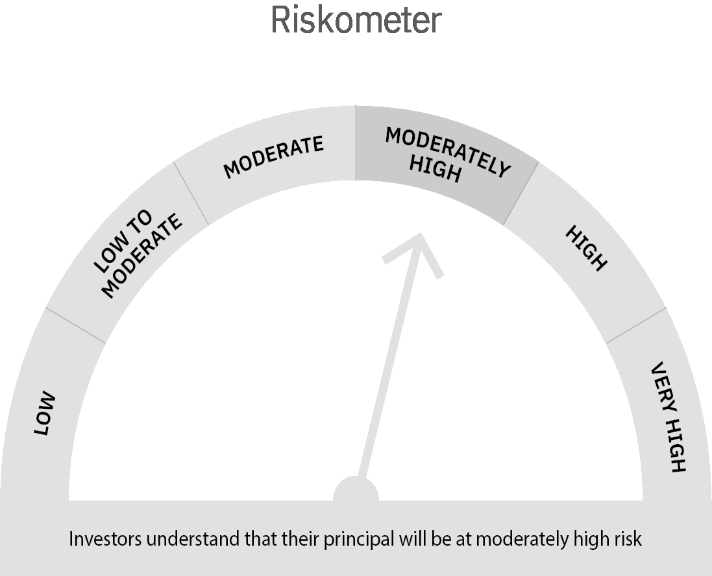 Riskometer
LOW
LOW TO
MODERATE
MODERATE
MODERATELY
HIGH
HIGH
VERY HIGH
Investors understand that their principal will be at moderately high risk